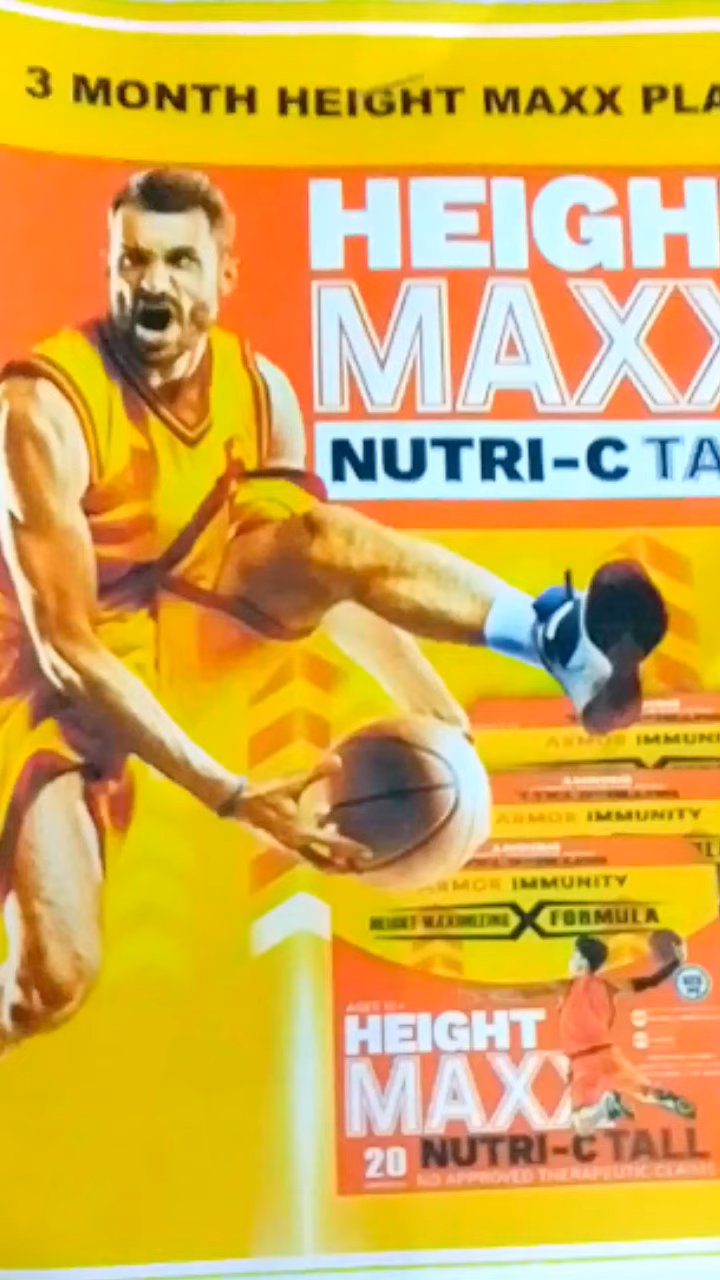 3 MONTH HEIGHT MAXX PLA
HEIGH
MAXX
NUTRI-C TA
ARMOR IMMUN
ARMOR IMMUNITY
ARMOR IMMUNITY
HEIGHT MAXIMIZING X FORMULA
HEIGHT
MAXX
20 NUTRI-C TALL
NO APPROVED THERAPEUTIC CLAIMS